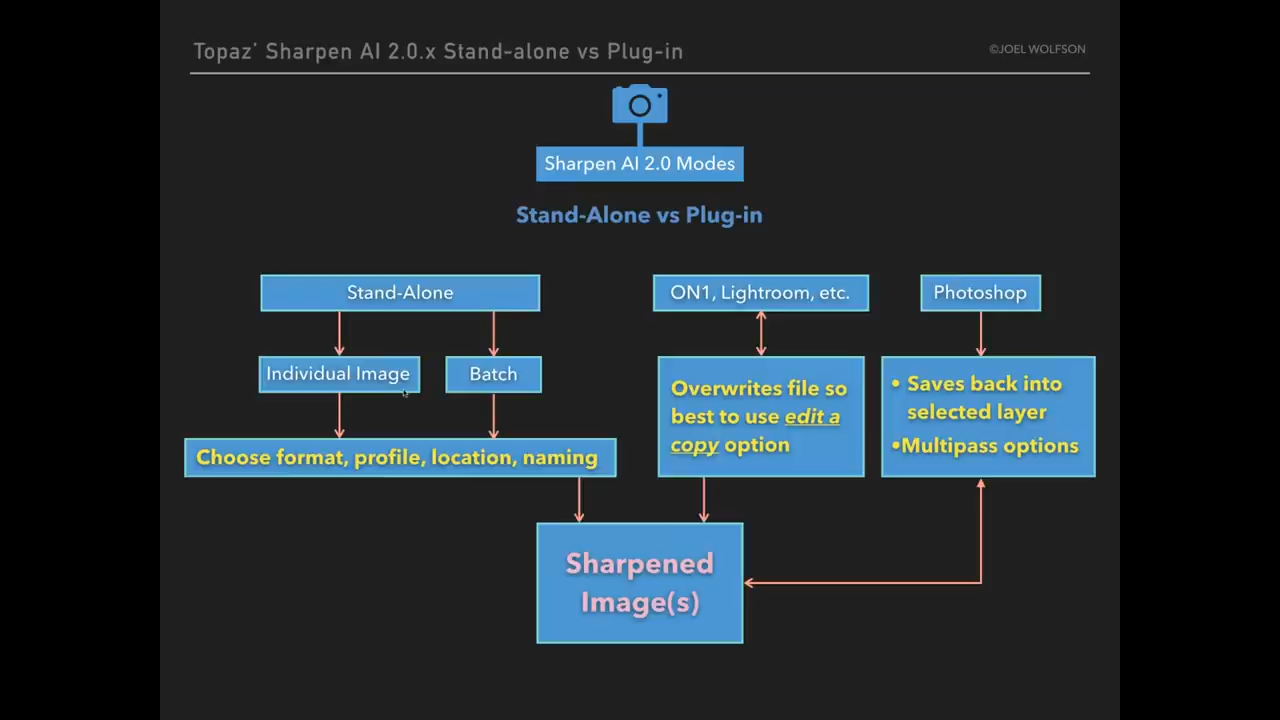 Topaz’ Sharpen AI 2.0.x Stand-alone vs Plug-in
©JOEL WOLFSON
Sharpen AI 2.0 Modes
Stand-Alone vs Plug-in
Stand-Alone
ON1, Lightroom, etc.
Photoshop
Individual Image
Batch
Overwrites file so
best to use edit a
copy option
• Saves back into
selected layer
•Multipass options
Choose format, profile, location, naming
Sharpened
Image(s)